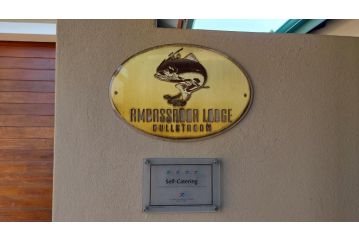 AMBASSADOR LODGE
DULLSTROOM
Self-Catering